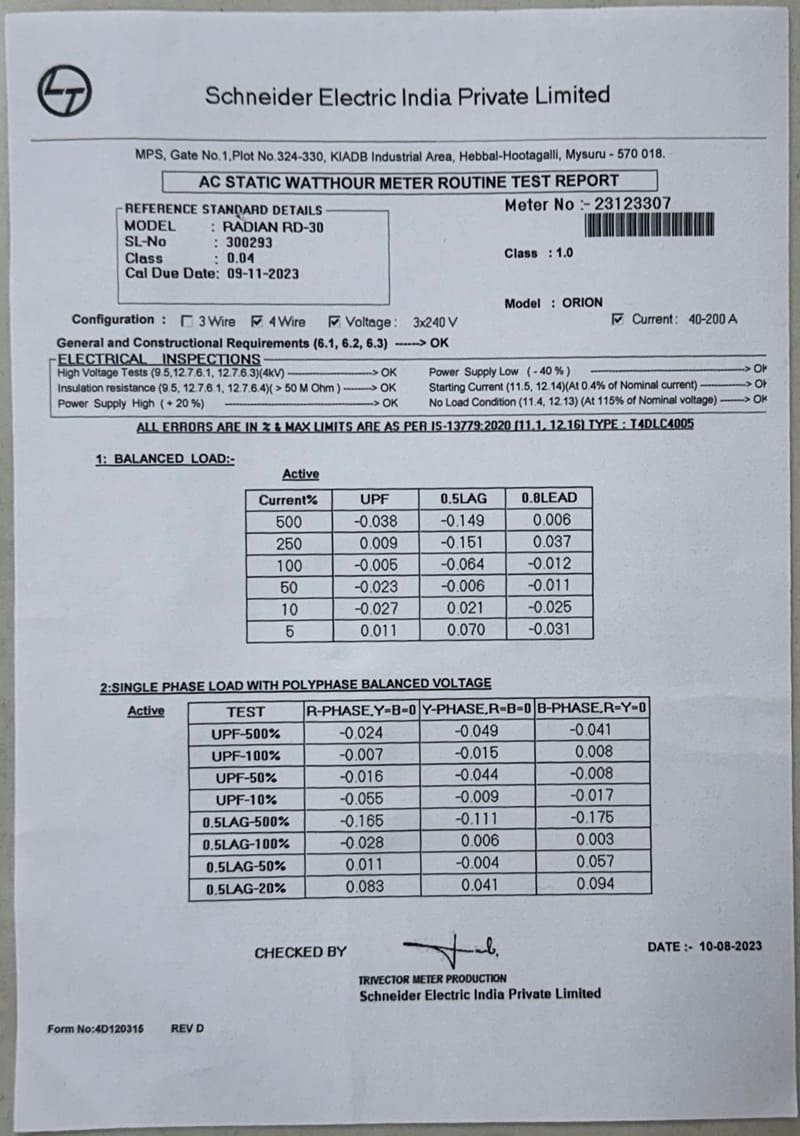 LT
Schneider Electric India Private Limited
MPS, Gate No.1,Plot No.324-330, KIADB Industrial Area, Hebbal-Hootagalli, Mysuru - 570 018.
AC STATIC WATTHOUR METER ROUTINE TEST REPORT
REFERENCE STANDARD DETAILS
MODEL : RADIAN RD-30
SL-No : 300293
Class : 0.04
Cal Due Date: 09-11-2023
Meter No :- 23123307
Class : 1.0
Model : ORION
Configuration : 3 Wire 4 Wire Voltage : 3x240 V Current : 40-200 A
General and Constructional Requirements (6.1, 6.2, 6.3) -----> OK
ELECTRICAL INSPECTIONS
High Voltage Tests (9.5,12.7.6.1, 12.7.6.3)(4kV) -----> OK Power Supply Low ( - 40 % ) -----> OK
Insulation resistance (9.5, 12.7.6.1, 12.7.6.4)( > 50 M Ohm ) -----> OK Starting Current (11.5, 12.14)(At 0.4% of Nominal current) -----> OK
Power Supply High ( + 20 %) -----> OK No Load Condition (11.4, 12.13) (At 115% of Nominal voltage) -----> OK
ALL ERRORS ARE IN % & MAX LIMITS ARE AS PER IS-13779:2020 (11.1, 12.16) TYPE : T4DLC4005
1: BALANCED LOAD:-
Active
Current% UPF 0.5LAG 0.8LEAD
500 -0.038 -0.149 0.006
250 0.009 -0.151 0.037
100 -0.005 -0.064 -0.012
50 -0.023 -0.006 -0.011
10 -0.027 0.021 -0.025
5 0.011 0.070 -0.031
2:SINGLE PHASE LOAD WITH POLYPHASE BALANCED VOLTAGE
Active
TEST R-PHASE,Y=B=0 Y-PHASE,R=B=0 B-PHASE,R=Y=0
UPF-500% -0.024 -0.049 -0.041
UPF-100% -0.007 -0.015 0.008
UPF-50% -0.016 -0.044 -0.008
UPF-10% -0.055 -0.009 -0.017
0.5LAG-500% -0.165 -0.111 -0.175
0.5LAG-100% -0.028 0.006 0.003
0.5LAG-50% 0.011 -0.004 0.057
0.5LAG-20% 0.083 0.041 0.094
CHECKED BY
DATE :- 10-08-2023
TRIVECTOR METER PRODUCTION
Schneider Electric India Private Limited
Form No:4D120315 REV D